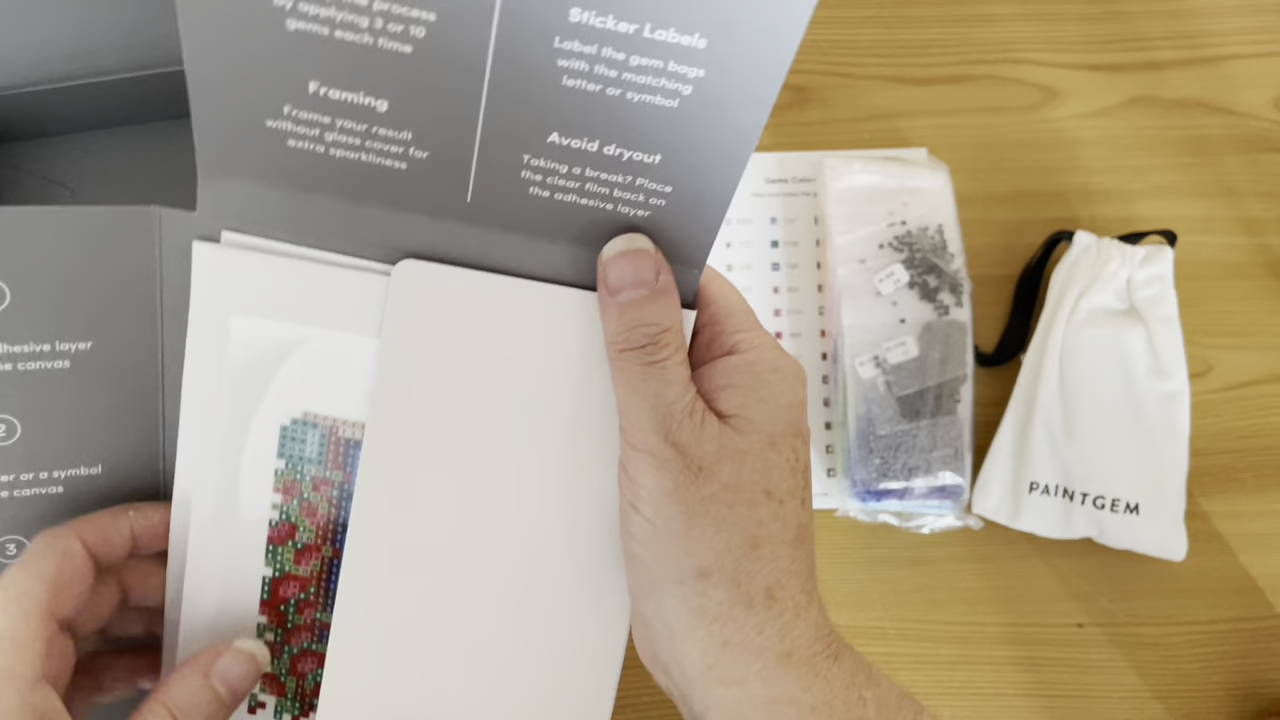 the process
by applying 3 or 10
gems each time
Framing
Frame your result
without glass cover for
extra sparkliness
Sticker Labels
Label the gem bags
with the matching
letter or symbol
Avoid dryout
Taking a break? Place
the clear film back on
the adhesive layer
dhesive layer
canvas
2
er or a symbol
canvas
3
PAINTGEM